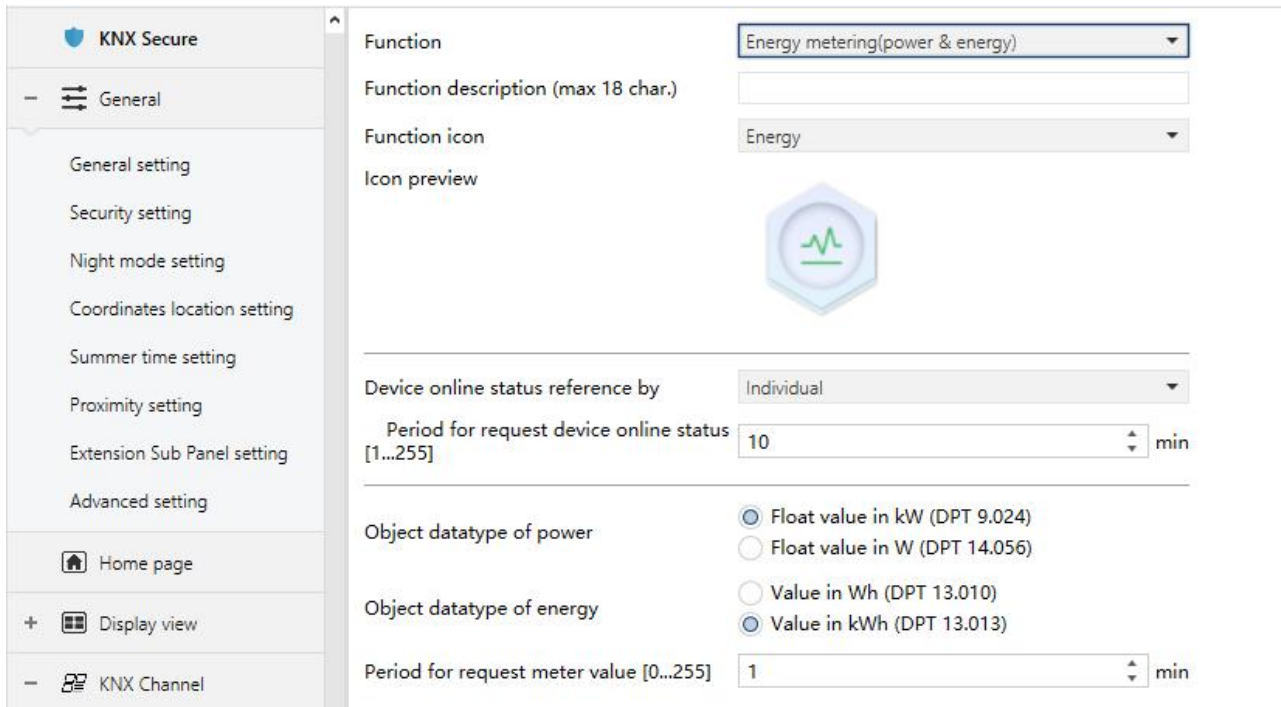 KNX Secure
General
General setting
Security setting
Night mode setting
Coordinates location setting
Summer time setting
Proximity setting
Extension Sub Panel setting
Advanced setting
Home page
Display view
KNX Channel
Function
Energy metering(power & energy)
Function description (max 18 char.)
Function icon
Energy
Icon preview
Device online status reference by
Individual
Period for request device online status
[1...255]
10
min
Object datatype of power
Float value in kW (DPT 9.024)
Float value in W (DPT 14.056)
Object datatype of energy
Value in Wh (DPT 13.010)
Value in kWh (DPT 13.013)
Period for request meter value [0...255]
1
min